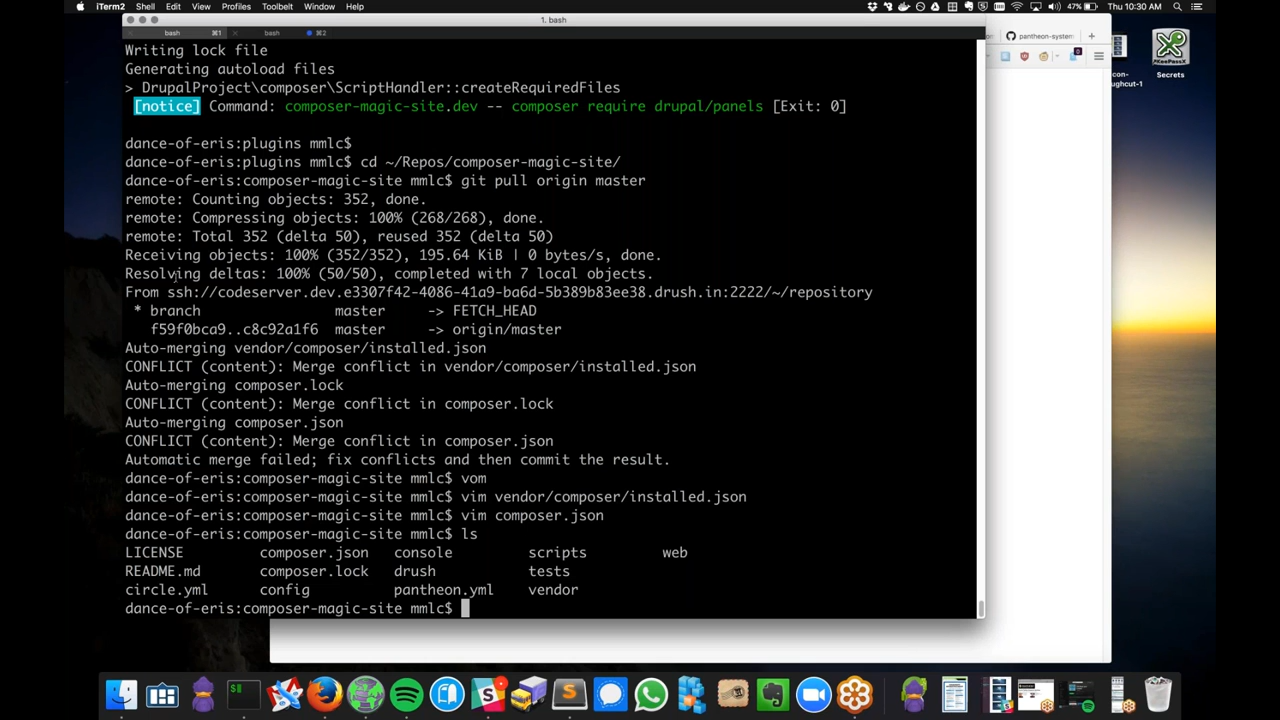 iTerm2 Shell Edit View Profiles Toolbelt Window Help 47% Thu 10:30 AM
1. bash
bash ⌘1 bash ⌘2
pantheon-system
Writing lock file
Generating autoload files
> DrupalProject\composer\ScriptHandler::createRequiredFiles
[notice] Command: composer-magic-site.dev -- composer require drupal/panels [Exit: 0]
dance-of-eris:plugins mmlc$
dance-of-eris:plugins mmlc$ cd ~/Repos/composer-magic-site/
dance-of-eris:composer-magic-site mmlc$ git pull origin master
remote: Counting objects: 352, done.
remote: Compressing objects: 100% (268/268), done.
remote: Total 352 (delta 50), reused 352 (delta 50)
Receiving objects: 100% (352/352), 195.64 KiB | 0 bytes/s, done.
Resolving deltas: 100% (50/50), completed with 7 local objects.
From ssh://codeserver.dev.e3307f42-4086-41a9-ba6d-5b389b83ee38.drush.in:2222/~/repository
* branch master -> FETCH_HEAD
f59f0bca9..c8c92a1f6 master -> origin/master
Auto-merging vendor/composer/installed.json
CONFLICT (content): Merge conflict in vendor/composer/installed.json
Auto-merging composer.lock
CONFLICT (content): Merge conflict in composer.lock
Auto-merging composer.json
CONFLICT (content): Merge conflict in composer.json
Automatic merge failed; fix conflicts and then commit the result.
dance-of-eris:composer-magic-site mmlc$ vom
dance-of-eris:composer-magic-site mmlc$ vim vendor/composer/installed.json
dance-of-eris:composer-magic-site mmlc$ vim composer.json
dance-of-eris:composer-magic-site mmlc$ ls
LICENSE composer.json console scripts web
README.md composer.lock drush tests
circle.yml config pantheon.yml vendor
dance-of-eris:composer-magic-site mmlc$
Secrets